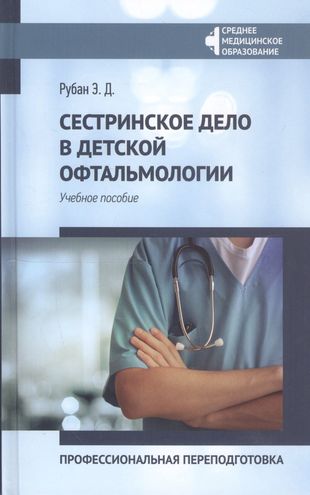 СРЕДНЕЕ
МЕДИЦИНСКОЕ
ОБРАЗОВАНИЕ
Рубан Э. Д.
СЕСТРИНСКОЕ ДЕЛО
В ДЕТСКОЙ
ОФТАЛЬМОЛОГИИ
Учебное пособие
ПРОФЕССИОНАЛЬНАЯ ПЕРЕПОДГОТОВКА